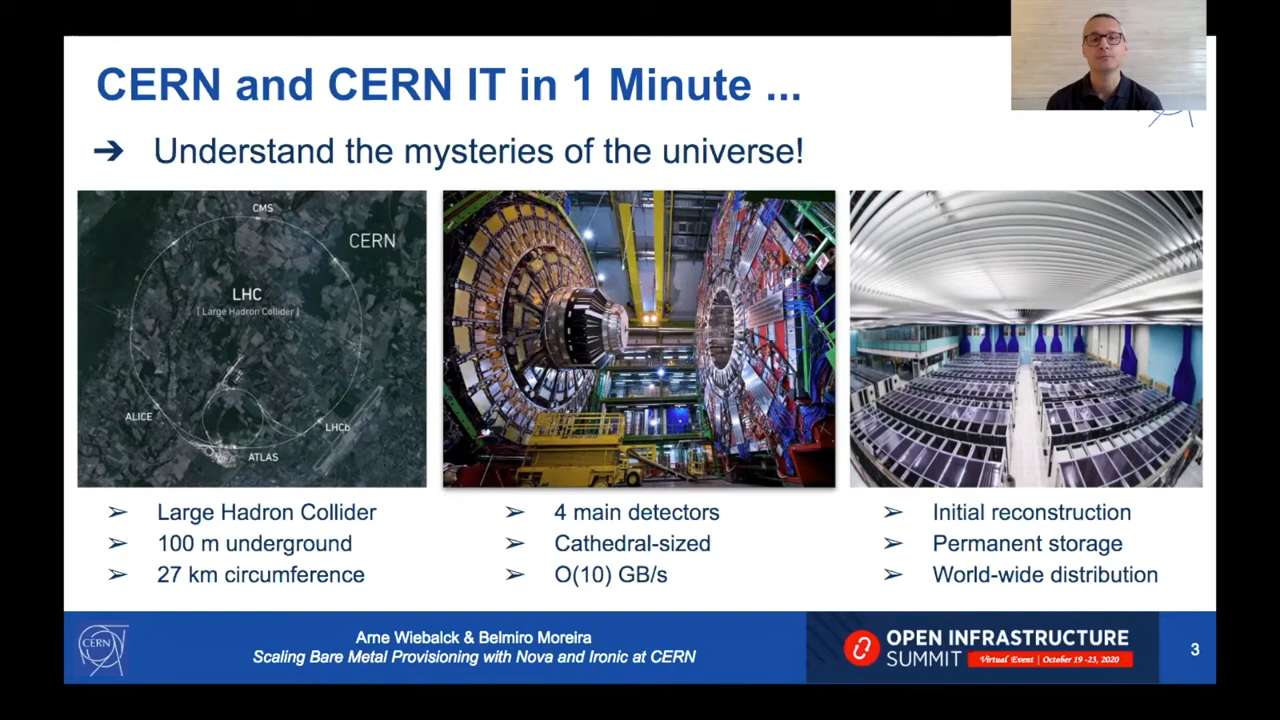 CERN and CERN IT in 1 Minute ...
➔ Understand the mysteries of the universe!
CMS
CERN
LHC
[ Large Hadron Collider ]
ALICE
LHCb
ATLAS
➢ Large Hadron Collider
➢ 100 m underground
➢ 27 km circumference
➢ 4 main detectors
➢ Cathedral-sized
➢ O(10) GB/s
➢ Initial reconstruction
➢ Permanent storage
➢ World-wide distribution
CERN
Arne Wiebalck & Belmiro Moreira
Scaling Bare Metal Provisioning with Nova and Ironic at CERN
OPEN INFRASTRUCTURE
SUMMIT Virtual Event | October 19 -23, 2020
3